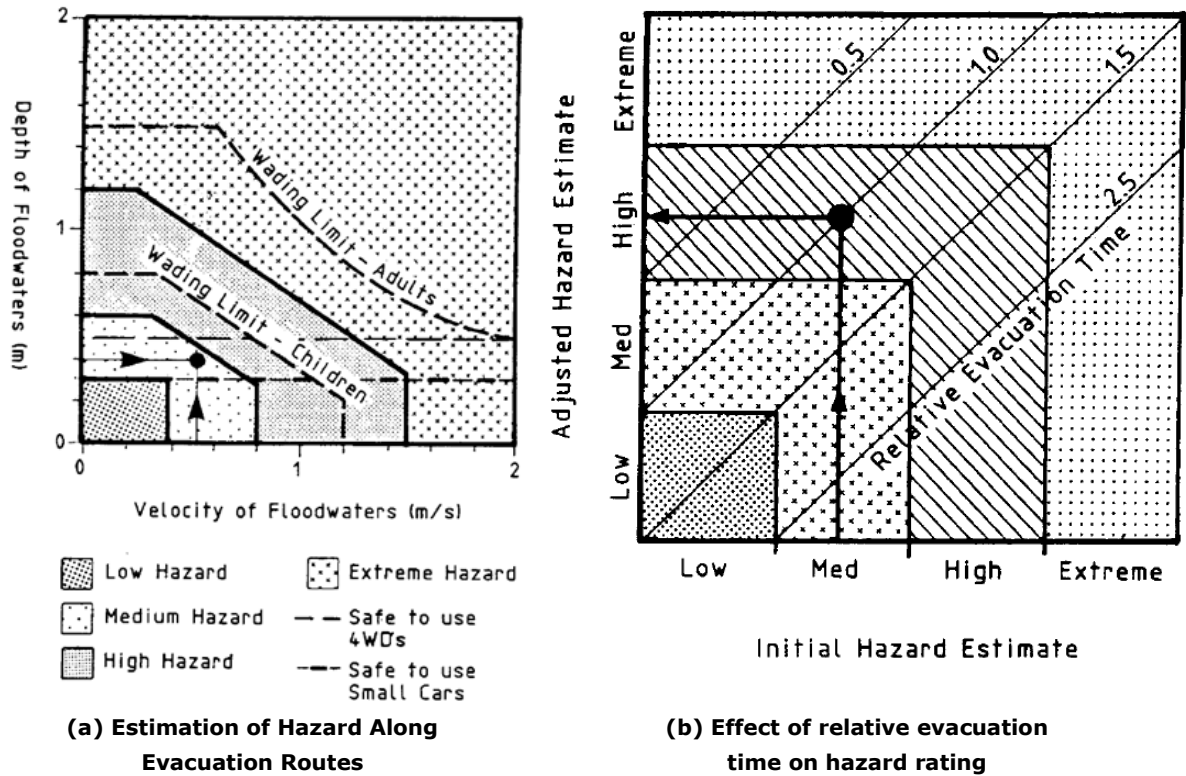 2
1
0
Depth of Floodwaters (m)
Wading Limit - Adults
Wading Limit - Children
0
1
2
Velocity of Floodwaters (m/s)
Low Hazard
Medium Hazard
High Hazard
Extreme Hazard
Safe to use
4WD's
Safe to use
Small Cars
(a) Estimation of Hazard Along
Evacuation Routes
Adjusted Hazard Estimate
Extreme
High
Med
Low
0.5
1.0
1.5
2.5
Relative Evacuation Time
Low
Med
High
Extreme
Initial Hazard Estimate
(b) Effect of relative evacuation
time on hazard rating